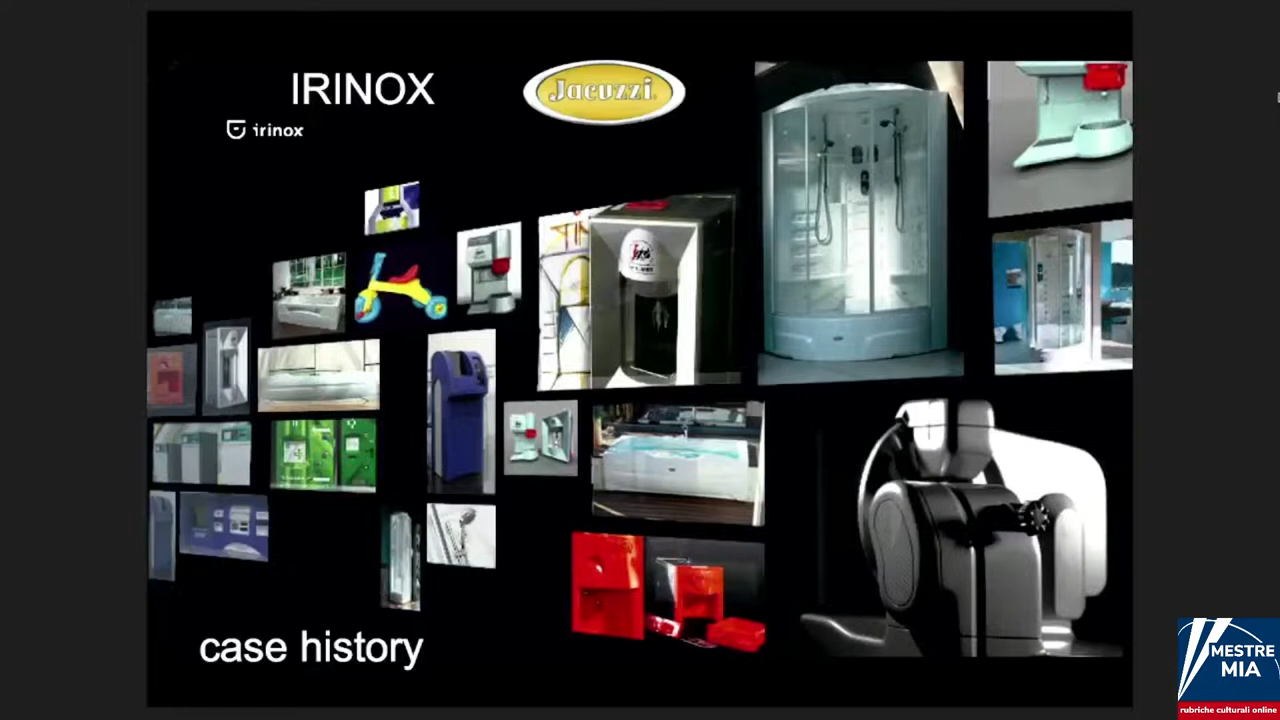 IRINOX
Jacuzzi
irinox
case history
MESTRE
MIA
rubriche culturali online